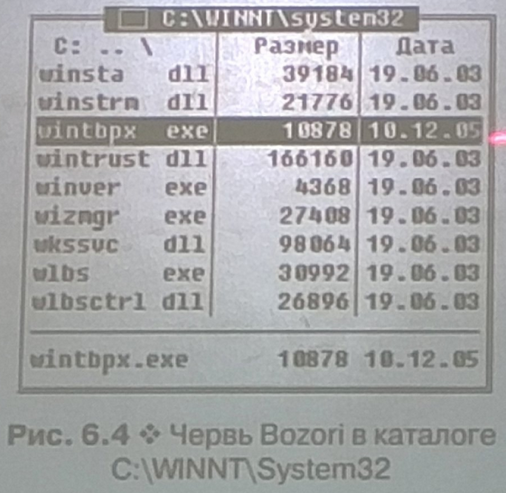 C:\WINNT\system32
C: .. \ Размер Дата
winsta dll 39184 19.06.03
winstrm dll 21776 19.06.03
wintbpx exe 10878 10.12.05
wintrust dll 166160 19.06.03
winver exe 4368 19.06.03
wizmgr exe 27408 19.06.03
wkssvc dll 98064 19.06.03
wlbs exe 30992 19.06.03
wlbsctrl dll 26896 19.06.03
wintbpx.exe 10878 10.12.05
Рис. 6.4 ❖ Червь Bozori в каталоге
C:\WINNT\System32